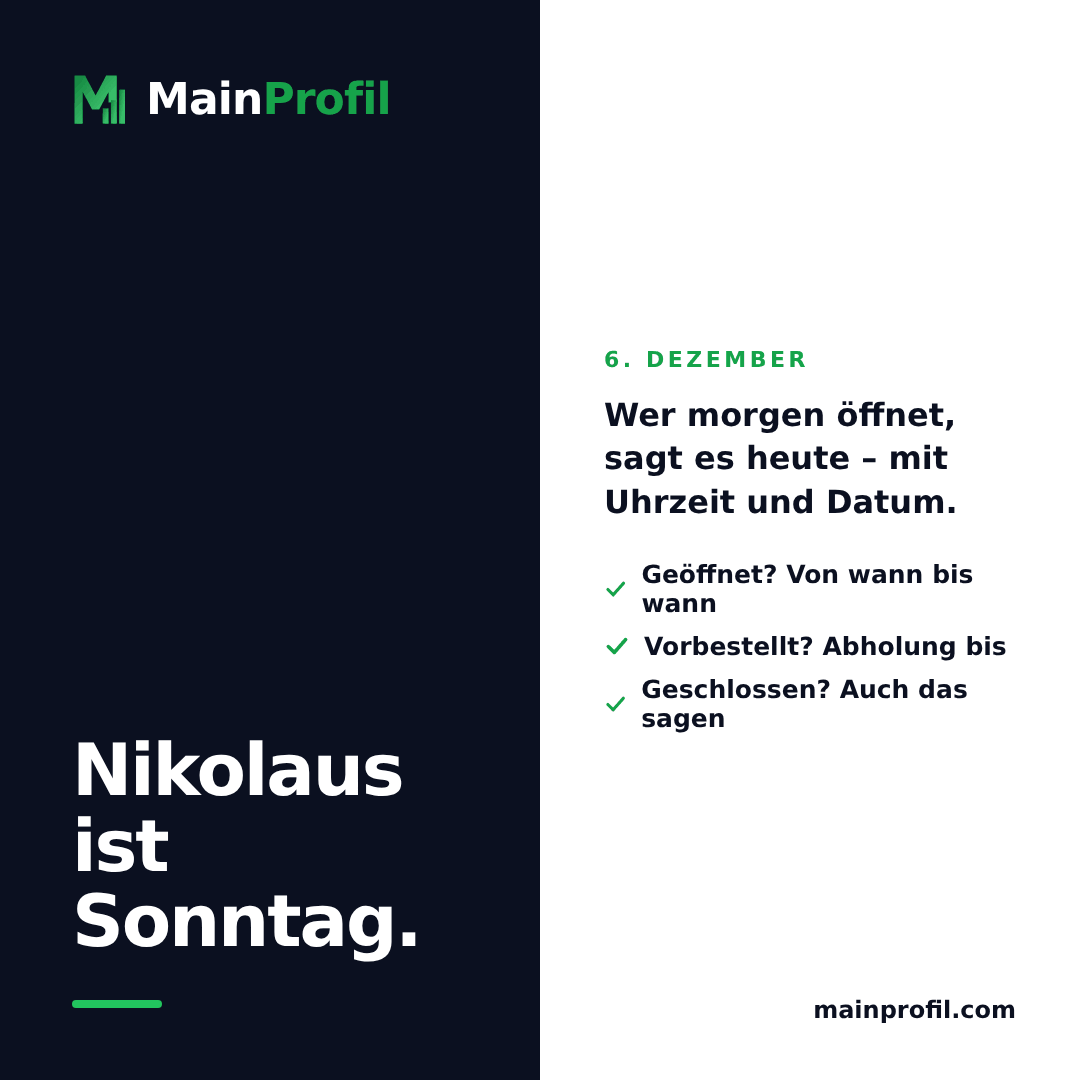 MainProfil
Nikolaus
ist
Sonntag.
6. DEZEMBER
Wer morgen öffnet,
sagt es heute – mit
Uhrzeit und Datum.
Geöffnet? Von wann bis
wann
Vorbestellt? Abholung bis
Geschlossen? Auch das
sagen
mainprofil.com